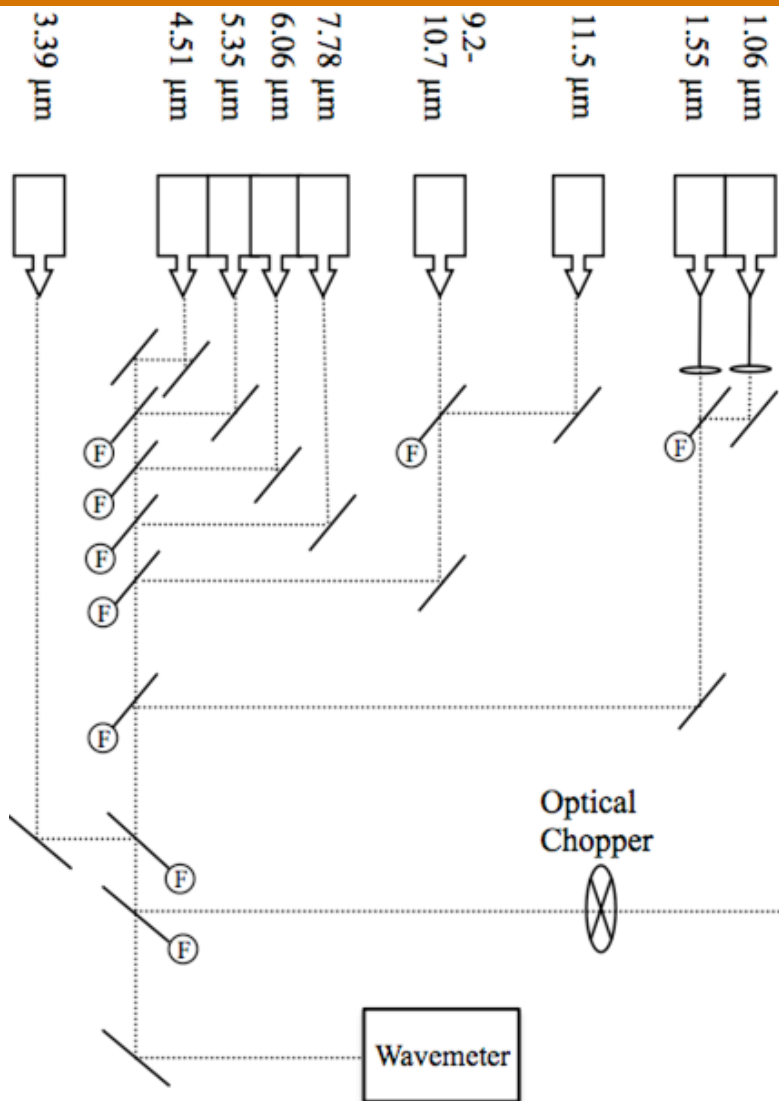 3.39 μm
4.51 μm
5.35 μm
6.06 μm
7.78 μm
9.2-
10.7 μm
11.5 μm
1.55 μm
1.06 μm
F
F
F
F
F
F
F
Optical
Chopper
F
F
Wavemeter